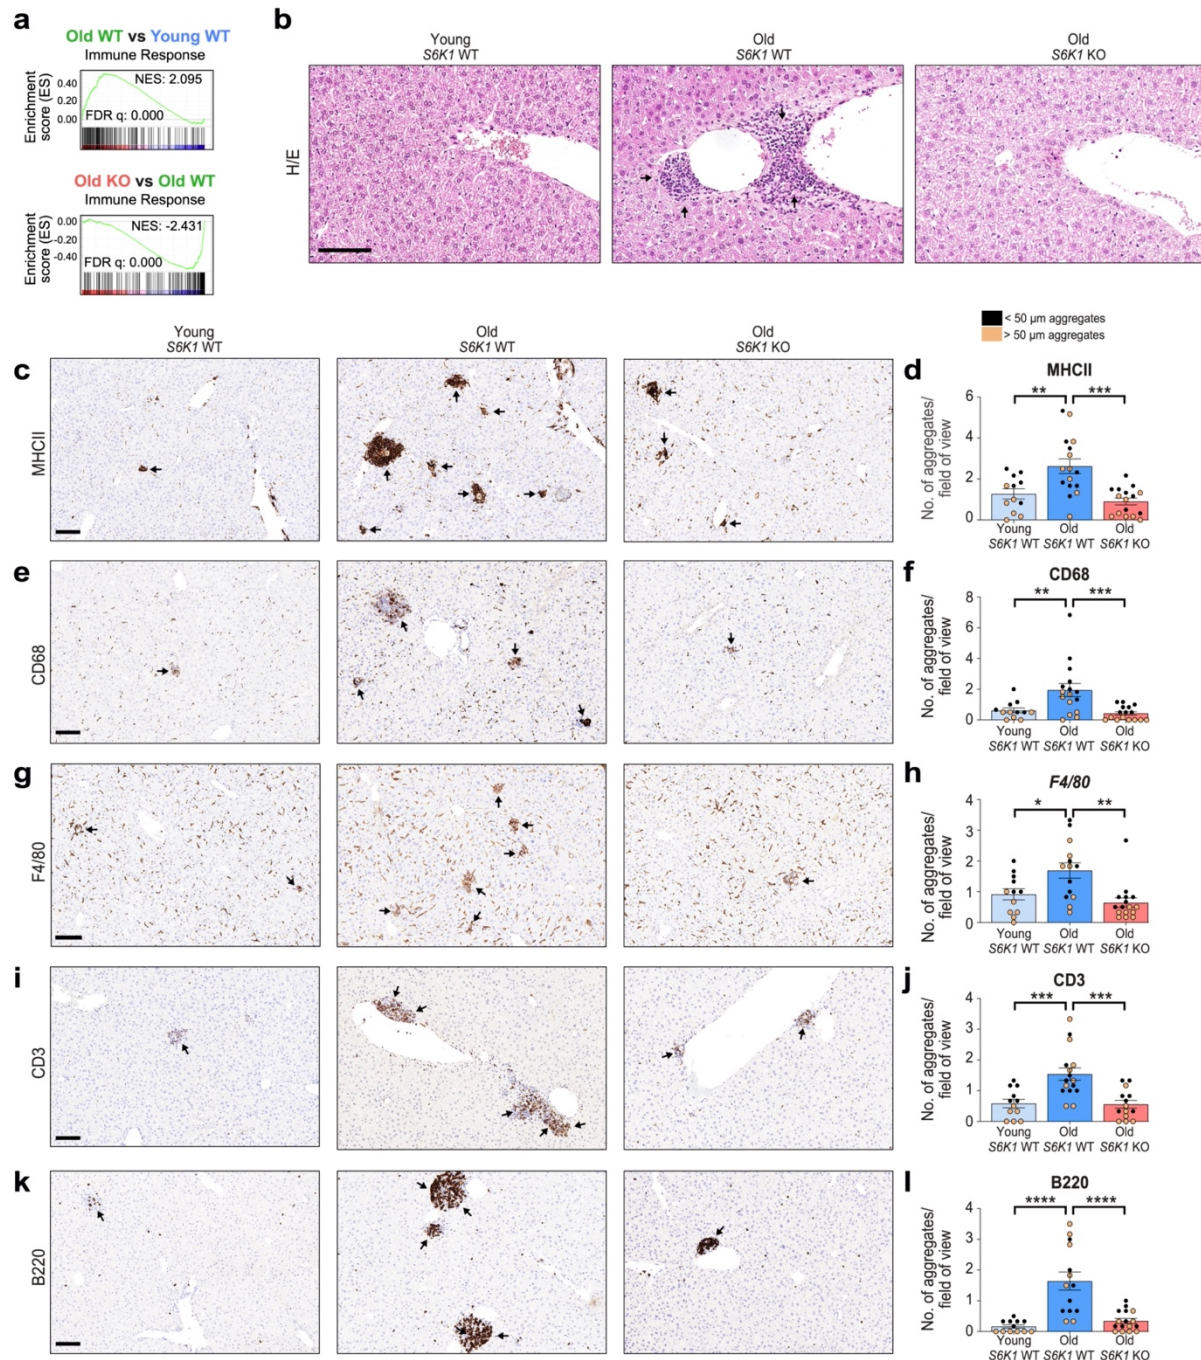 a
Old WT vs Young WT
Immune Response
Enrichment
score (ES)
0.40
0.20
0.00
NES: 2.095
FDR q: 0.000
Old KO vs Old WT
Immune Response
Enrichment
score (ES)
0.00
-0.20
-0.40
NES: -2.431
FDR q: 0.000
b
Young
S6K1 WT
Old
S6K1 WT
Old
S6K1 KO
H/E
Young
S6K1 WT
Old
S6K1 WT
Old
S6K1 KO
< 50 µm aggregates
> 50 µm aggregates
c
MHCII
d
MHCII
** ***
No. of aggregates/
field of view
6
4
2
0
Young Old Old
S6K1 WT S6K1 WT S6K1 KO
e
CD68
f
CD68
** ***
No. of aggregates/
field of view
8
6
4
2
0
Young Old Old
S6K1 WT S6K1 WT S6K1 KO
g
F4/80
h
F4/80
* **
No. of aggregates/
field of view
4
3
2
1
0
Young Old Old
S6K1 WT S6K1 WT S6K1 KO
i
CD3
j
CD3
*** ***
No. of aggregates/
field of view
4
3
2
1
0
Young Old Old
S6K1 WT S6K1 WT S6K1 KO
k
B220
l
B220
**** ****
No. of aggregates/
field of view
4
3
2
1
0
Young Old Old
S6K1 WT S6K1 WT S6K1 KO